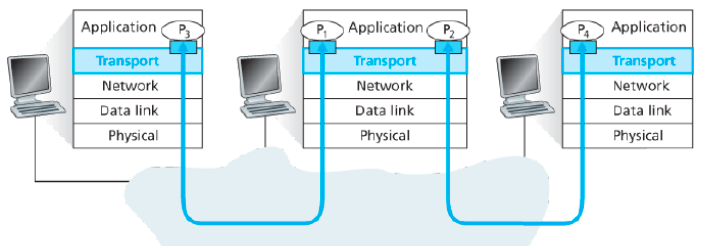 Application P3
Transport
Network
Data link
Physical
P1 Application P2
Transport
Network
Data link
Physical
P4 Application
Transport
Network
Data link
Physical